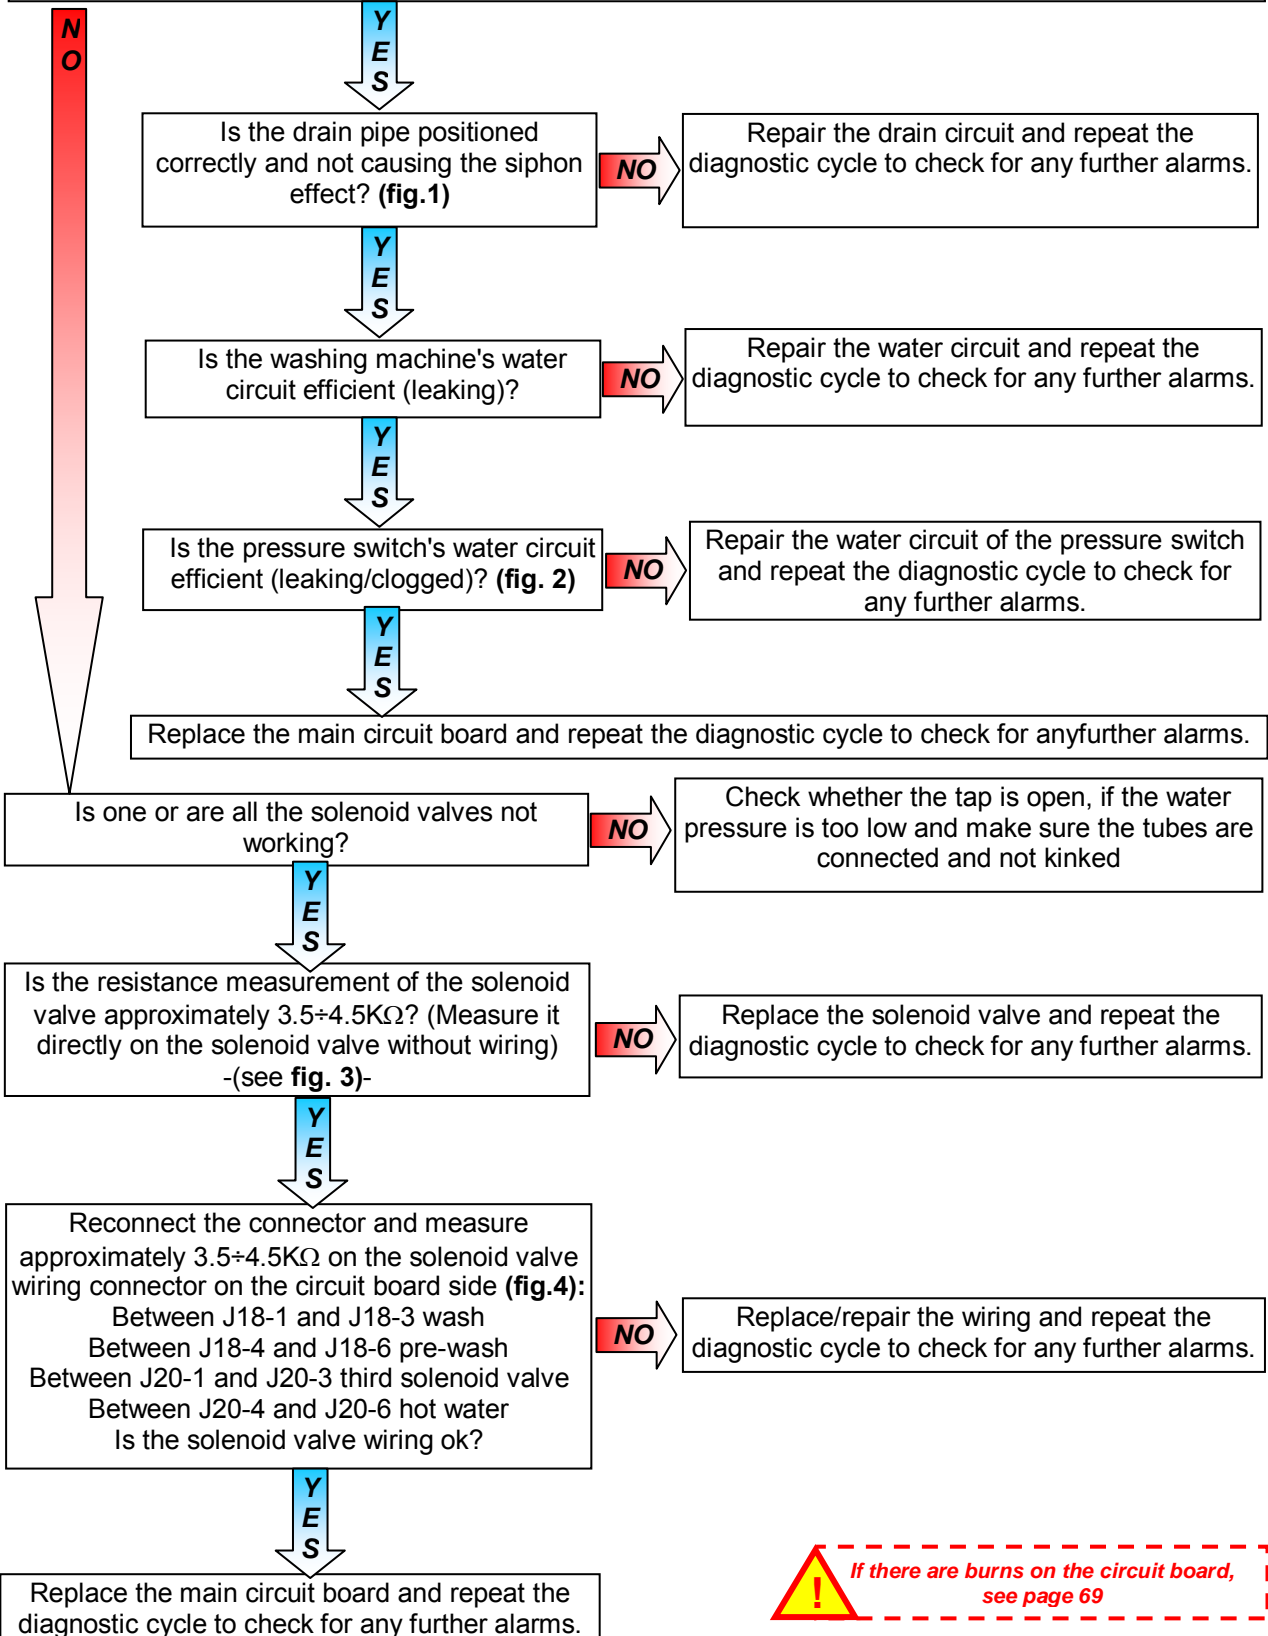 NO
YES
Is the drain pipe positioned
correctly and not causing the siphon
effect? (fig.1)
NO
Repair the drain circuit and repeat the
diagnostic cycle to check for any further alarms.
YES
Is the washing machine's water
circuit efficient (leaking)?
NO
Repair the water circuit and repeat the
diagnostic cycle to check for any further alarms.
YES
Is the pressure switch's water circuit
efficient (leaking/clogged)? (fig. 2)
NO
Repair the water circuit of the pressure switch
and repeat the diagnostic cycle to check for
any further alarms.
YES
Replace the main circuit board and repeat the diagnostic cycle to check for anyfurther alarms.
Is one or are all the solenoid valves not
working?
NO
Check whether the tap is open, if the water
pressure is too low and make sure the tubes are
connected and not kinked
YES
Is the resistance measurement of the solenoid
valve approximately 3.5÷4.5KΩ? (Measure it
directly on the solenoid valve without wiring)
-(see fig. 3)-
NO
Replace the solenoid valve and repeat the
diagnostic cycle to check for any further alarms.
YES
Reconnect the connector and measure
approximately 3.5÷4.5KΩ on the solenoid valve
wiring connector on the circuit board side (fig.4):
Between J18-1 and J18-3 wash
Between J18-4 and J18-6 pre-wash
Between J20-1 and J20-3 third solenoid valve
Between J20-4 and J20-6 hot water
Is the solenoid valve wiring ok?
NO
Replace/repair the wiring and repeat the
diagnostic cycle to check for any further alarms.
YES
Replace the main circuit board and repeat the
diagnostic cycle to check for any further alarms.
!
If there are burns on the circuit board,
see page 69